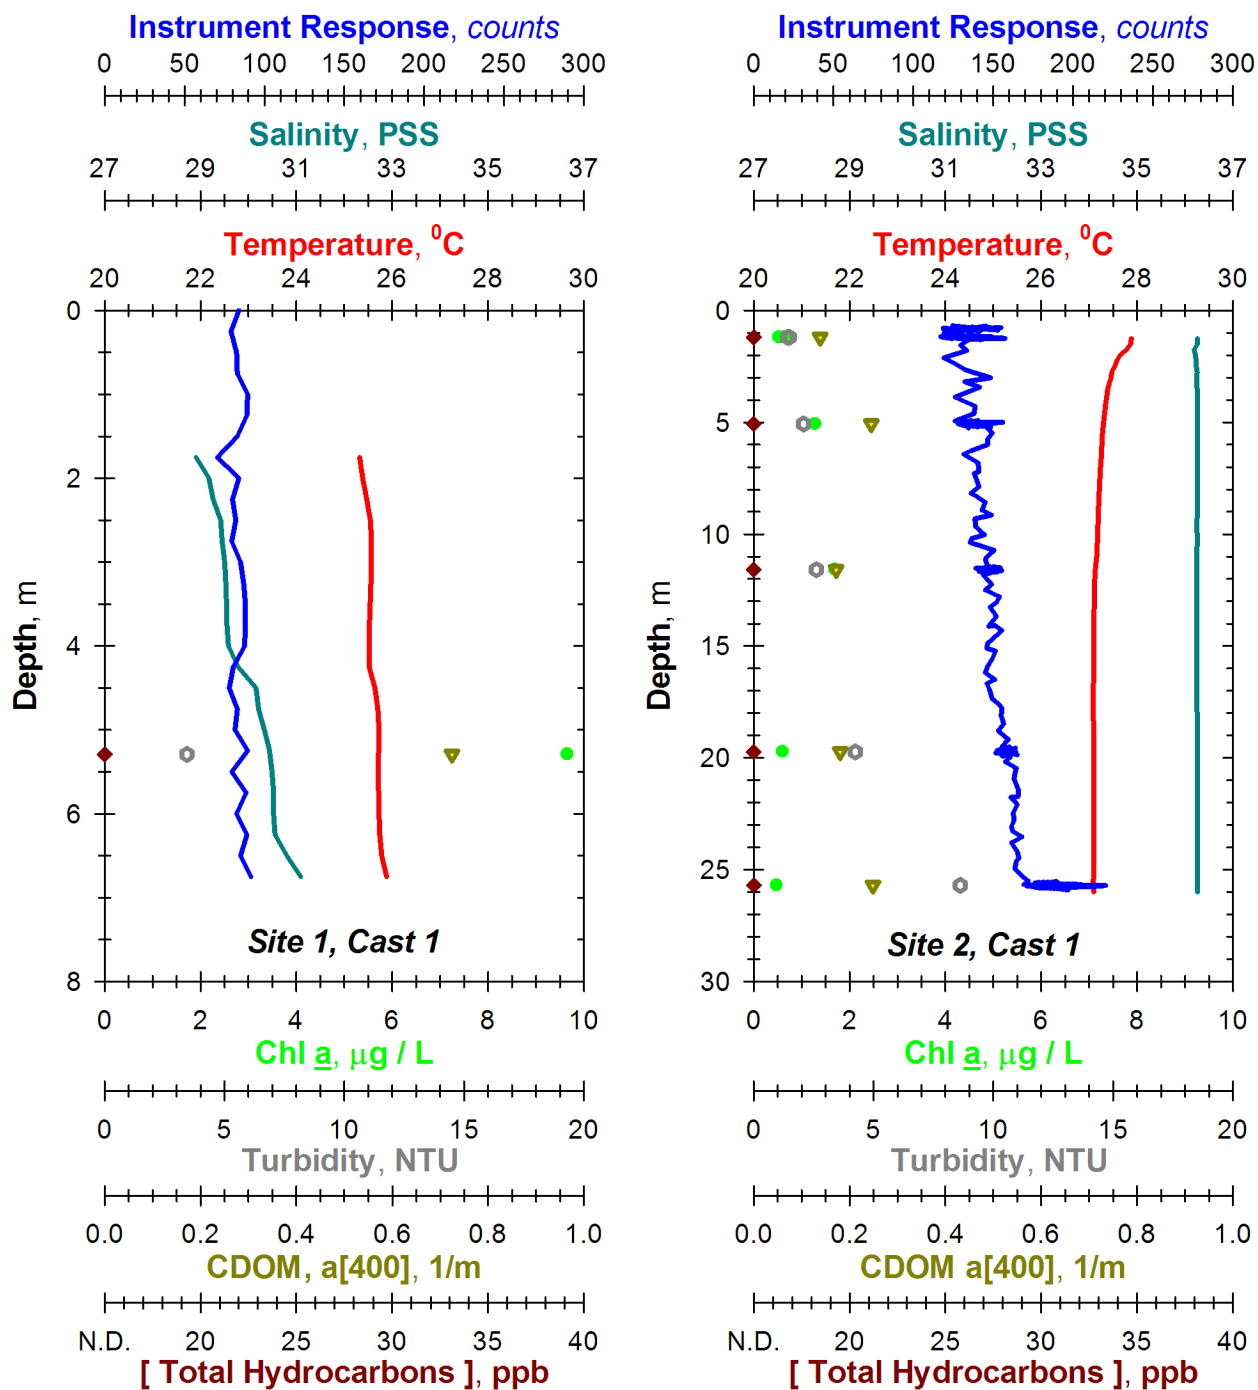 Instrument Response, counts
0 50 100 150 200 250 300
Salinity, PSS
27 29 31 33 35 37
Temperature, ⁰C
20 22 24 26 28 30
0
2
4
6
8
Depth, m
Site 1, Cast 1
0 2 4 6 8 10
Chl a, µg / L
0 5 10 15 20
Turbidity, NTU
0.0 0.2 0.4 0.6 0.8 1.0
CDOM, a[400], 1/m
N.D. 20 25 30 35 40
[ Total Hydrocarbons ], ppb
Instrument Response, counts
0 50 100 150 200 250 300
Salinity, PSS
27 29 31 33 35 37
Temperature, ⁰C
20 22 24 26 28 30
0
5
10
15
20
25
30
Depth, m
Site 2, Cast 1
0 2 4 6 8 10
Chl a, µg / L
0 5 10 15 20
Turbidity, NTU
0.0 0.2 0.4 0.6 0.8 1.0
CDOM a[400], 1/m
N.D. 20 25 30 35 40
[ Total Hydrocarbons ], ppb